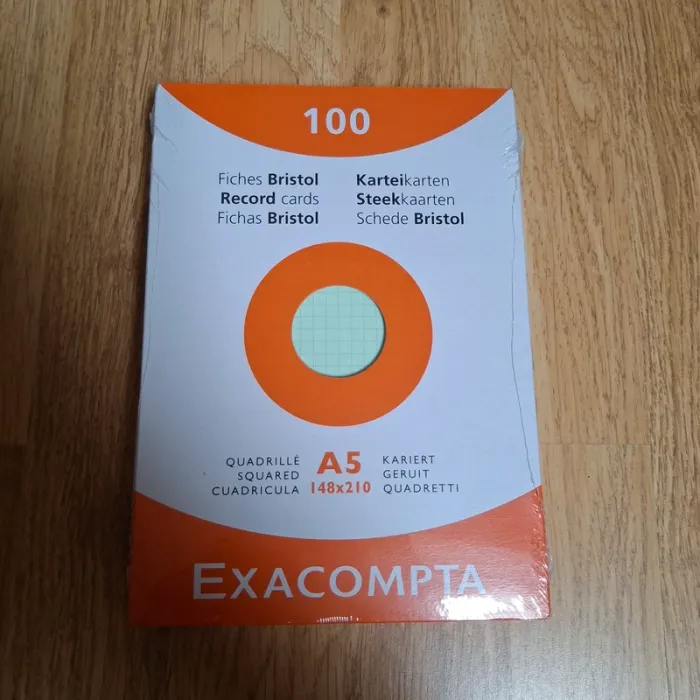 100
Fiches Bristol
Record cards
Fichas Bristol
Karteikarten
Steekkaarten
Schede Bristol
QUADRILLÉ
SQUARED
CUADRICULA
A5
148x210
KARIERT
GERUIT
QUADRETTI
EXACOMPTA